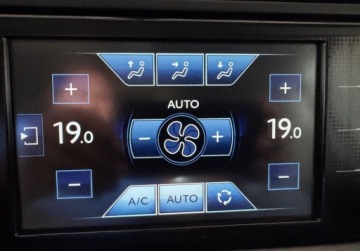 + +
AUTO
19.0 - + 19.0
- -
A/C AUTO